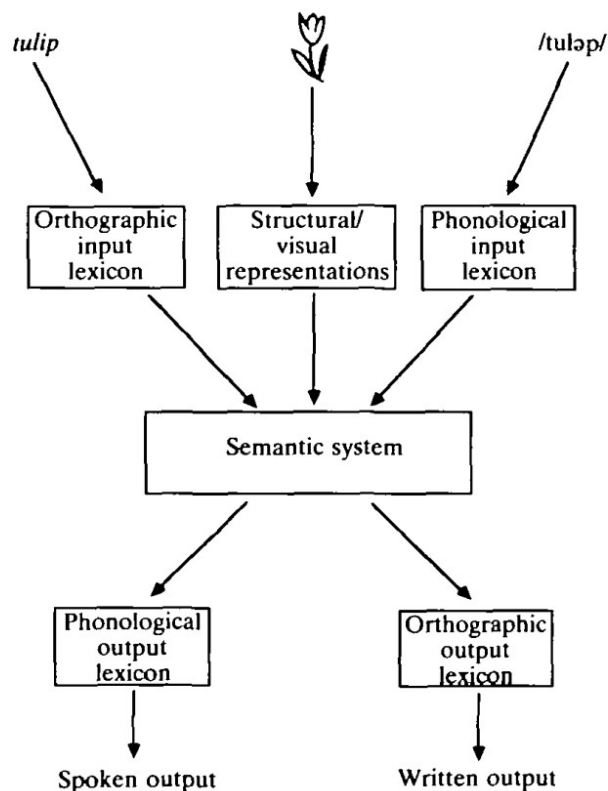 tulip
/tuləp/
Orthographic
input
lexicon
Structural/
visual
representations
Phonological
input
lexicon
Semantic system
Phonological
output
lexicon
Orthographic
output
lexicon
Spoken output
Written output